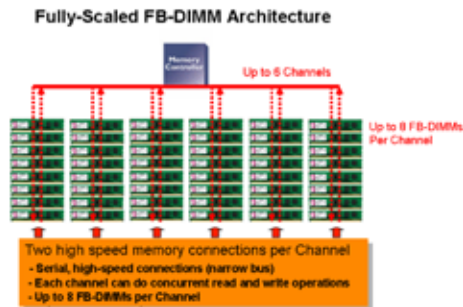 Fully-Scaled FB-DIMM Architecture
Memory
Controller
Up to 6 Channels
Up to 8 FB-DIMMs
Per Channel
Two high speed memory connections per Channel
- Serial, high-speed connections (narrow bus)
- Each channel can do concurrent read and write operations
- Up to 8 FB-DIMMs per Channel